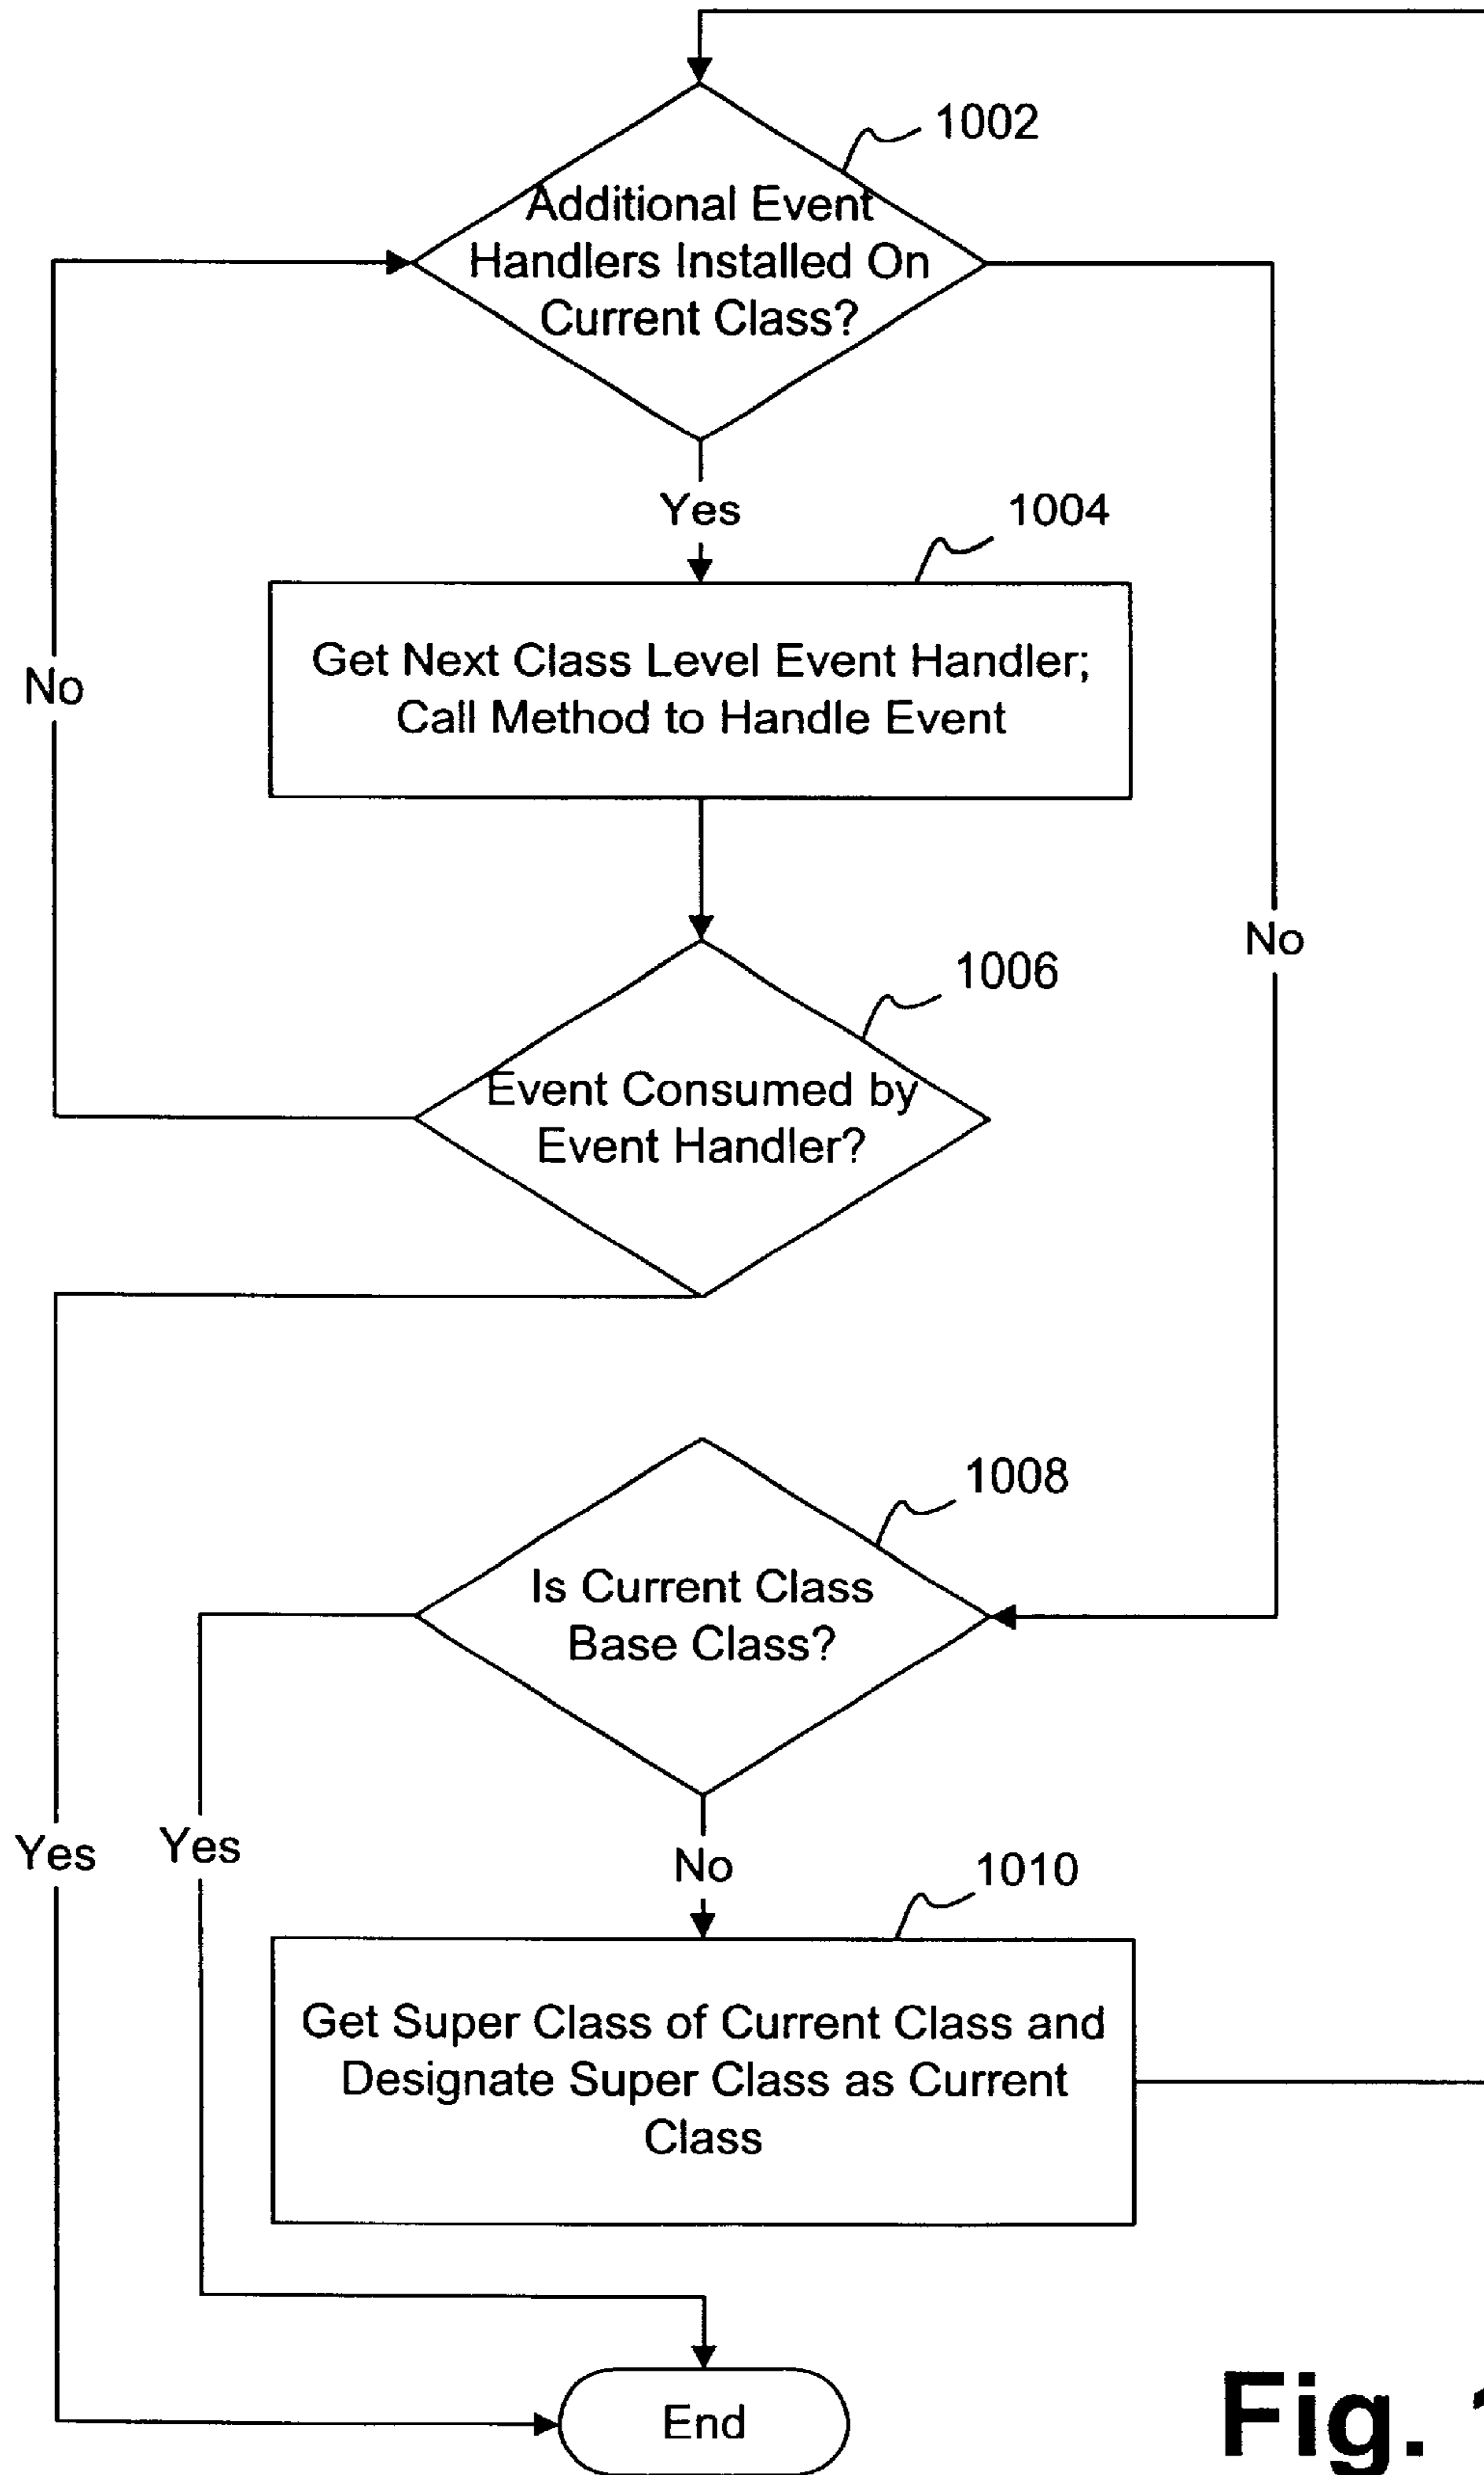 1002
Additional Event
Handlers Installed On
Current Class?
Yes
1004
Get Next Class Level Event Handler;
Call Method to Handle Event
No
No
1006
Event Consumed by
Event Handler?
1008
Is Current Class
Base Class?
Yes
Yes
No
1010
Get Super Class of Current Class and
Designate Super Class as Current
Class
End
Fig.